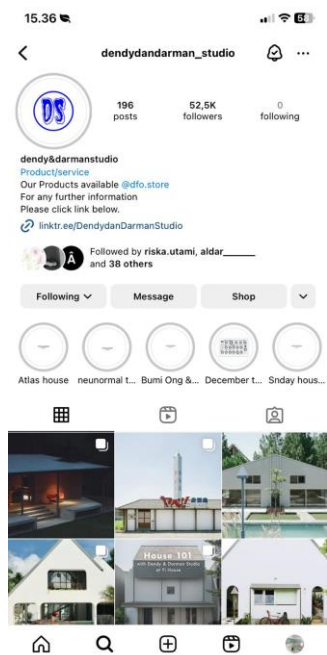 15.36
58
dendydandarman_studio
DS
196
posts
52,5K
followers
0
following
dendy&darmanstudio
Product/service
Our Products available @dfo.store
For any further information
Please click link below.
linktr.ee/DendydanDarmanStudio
Followed by riska.utami, aldar_______
and 38 others
Following
Message
Shop
Atlas house
neunormal t...
Bumi Ong &...
December t...
Snday hous...
House 101
with Dendy & Darman Studio